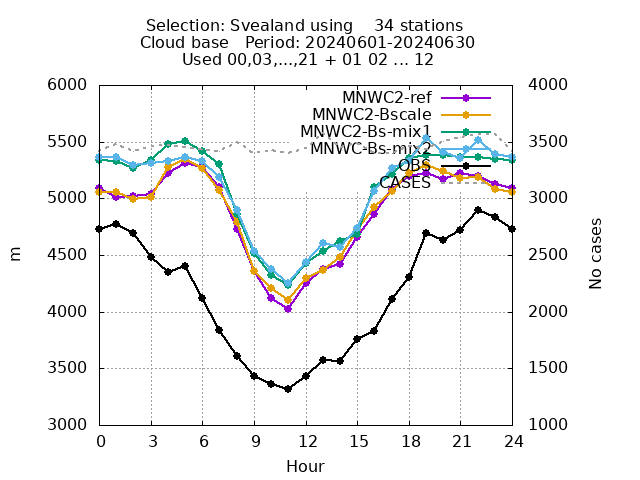 Selection: Svealand using    34 stations
Cloud base   Period: 20240601-20240630
Used 00,03,...,21 + 01 02 ... 12
6000
5500
5000
4500
4000
3500
3000
m
4000
3500
3000
2500
2000
1500
1000
No cases
MNWC2-ref
MNWC2-Bscale
MNWC2-Bs-mix1
MNWC-Bs-mix2
OBS
CASES
0 3 6 9 12 15 18 21 24
Hour